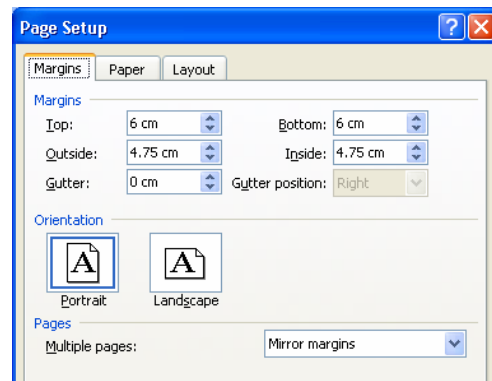 Page Setup
Margins Paper Layout
Margins
Top: 6 cm Bottom: 6 cm
Outside: 4.75 cm Inside: 4.75 cm
Gutter: 0 cm Gutter position: Right
Orientation
A A
Portrait Landscape
Pages
Multiple pages: Mirror margins